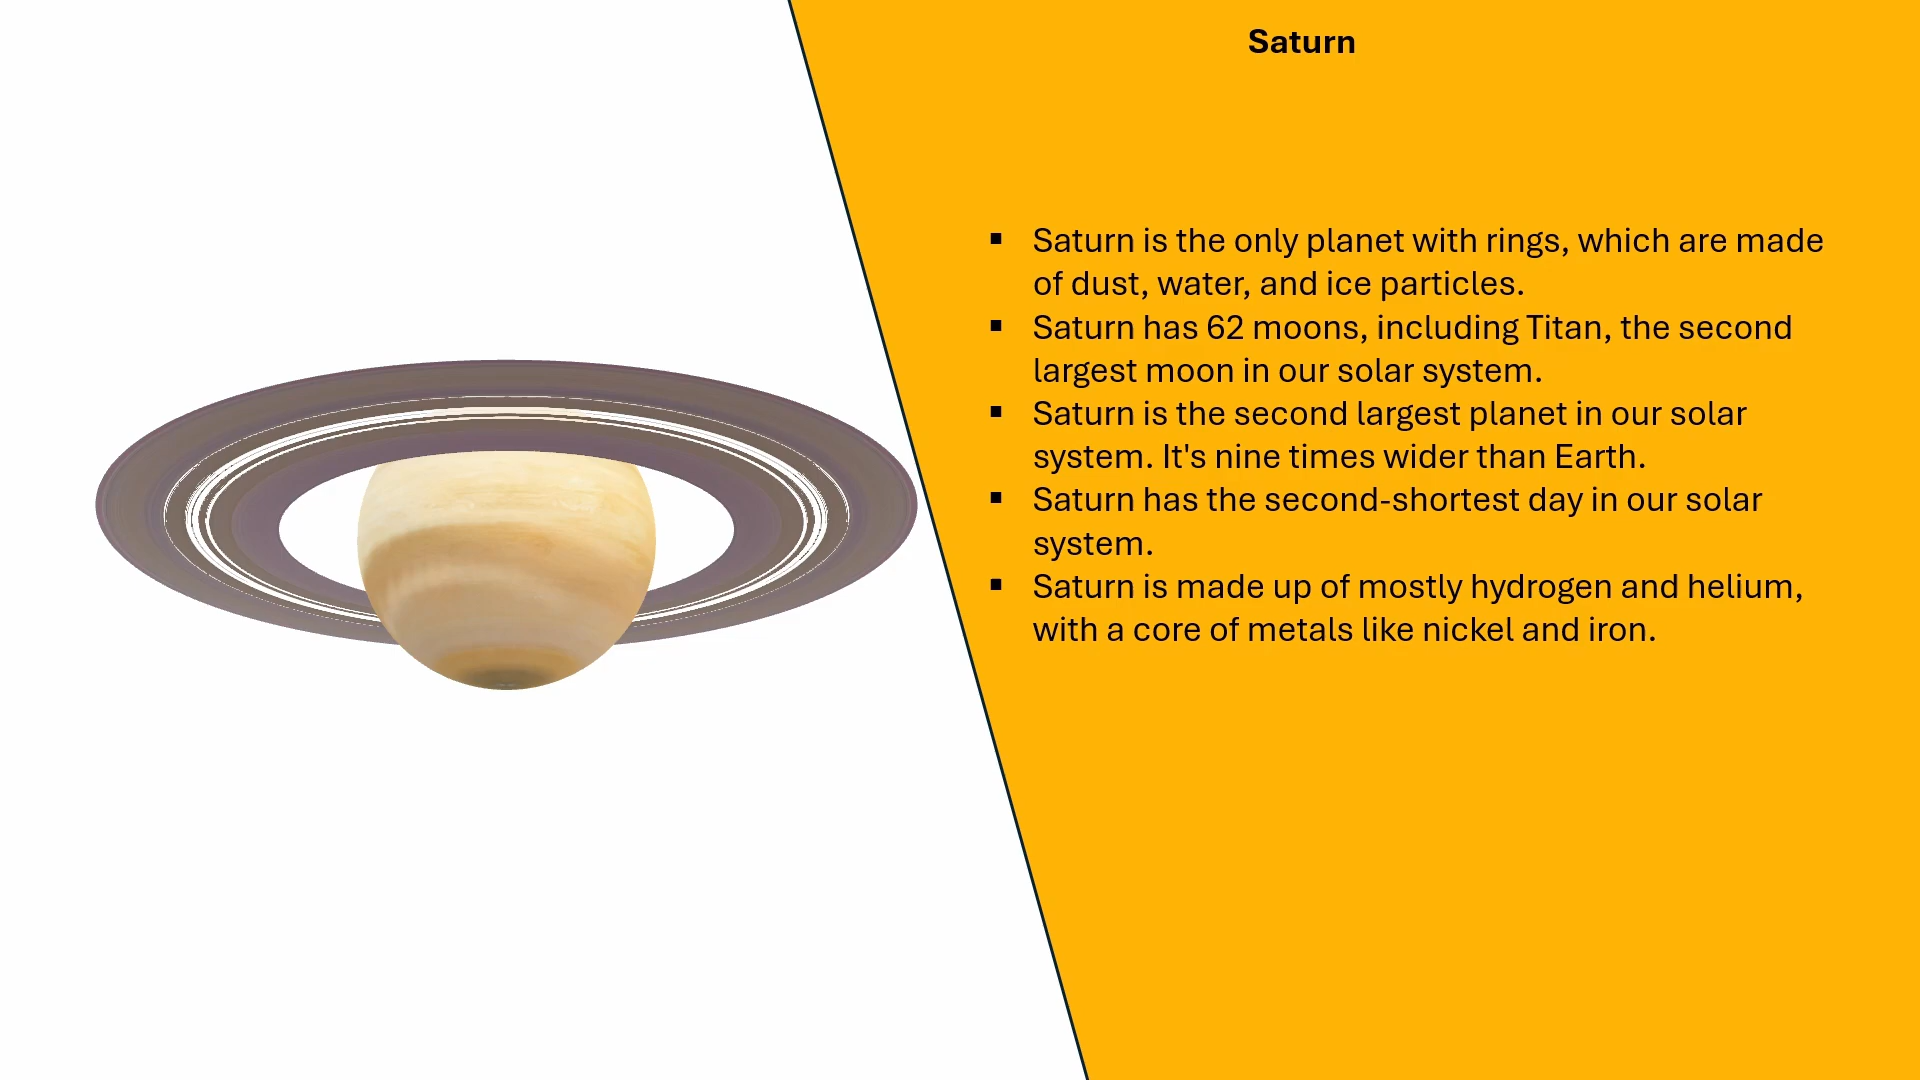 Saturn
▪ Saturn is the only planet with rings, which are made
of dust, water, and ice particles.
▪ Saturn has 62 moons, including Titan, the second
largest moon in our solar system.
▪ Saturn is the second largest planet in our solar
system. It's nine times wider than Earth.
▪ Saturn has the second-shortest day in our solar
system.
▪ Saturn is made up of mostly hydrogen and helium,
with a core of metals like nickel and iron.